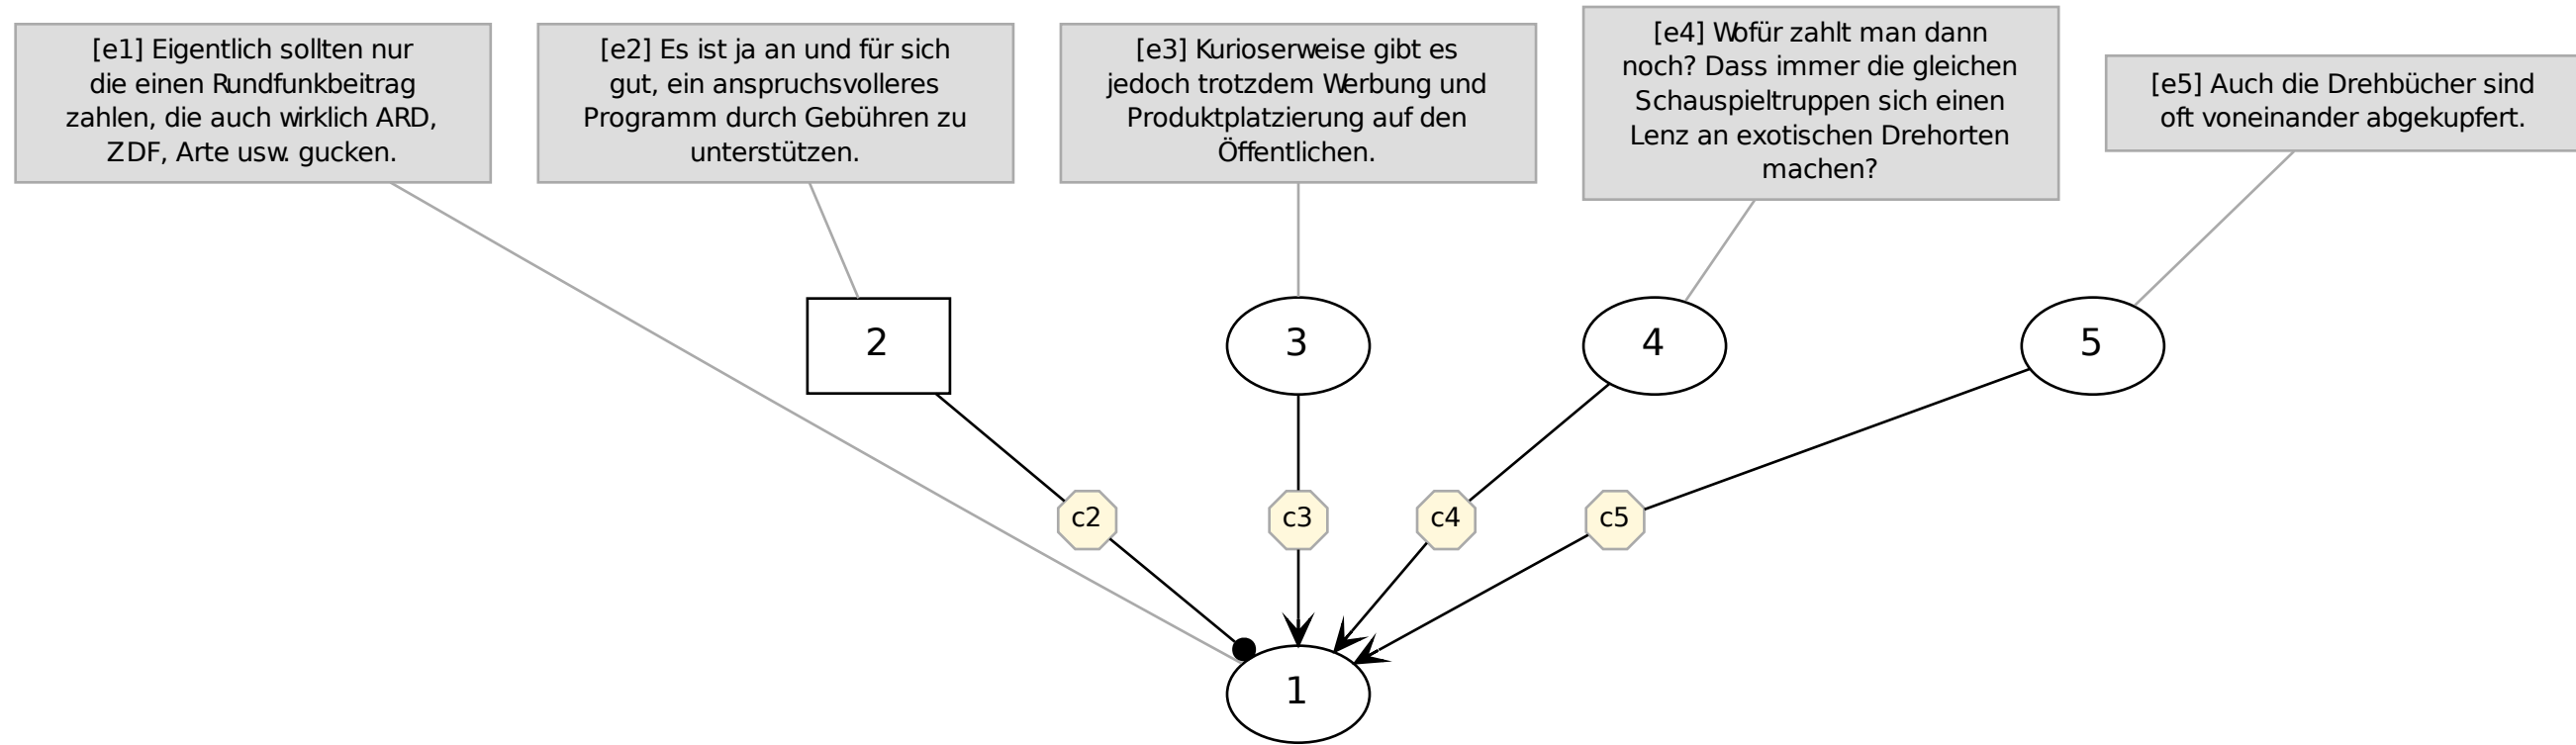 [e1] Eigentlich sollten nur
die einen Rundfunkbeitrag
zahlen, die auch wirklich ARD,
ZDF, Arte usw. gucken.
[e2] Es ist ja an und für sich
gut, ein anspruchsvolleres
Programm durch Gebühren zu
unterstützen.
[e3] Kurioserweise gibt es
jedoch trotzdem Werbung und
Produktplatzierung auf den
Öffentlichen.
[e4] Wofür zahlt man dann
noch? Dass immer die gleichen
Schauspieltruppen sich einen
Lenz an exotischen Drehorten
machen?
[e5] Auch die Drehbücher sind
oft voneinander abgekupfert.
2
3
4
5
c2
c3
c4
c5
1